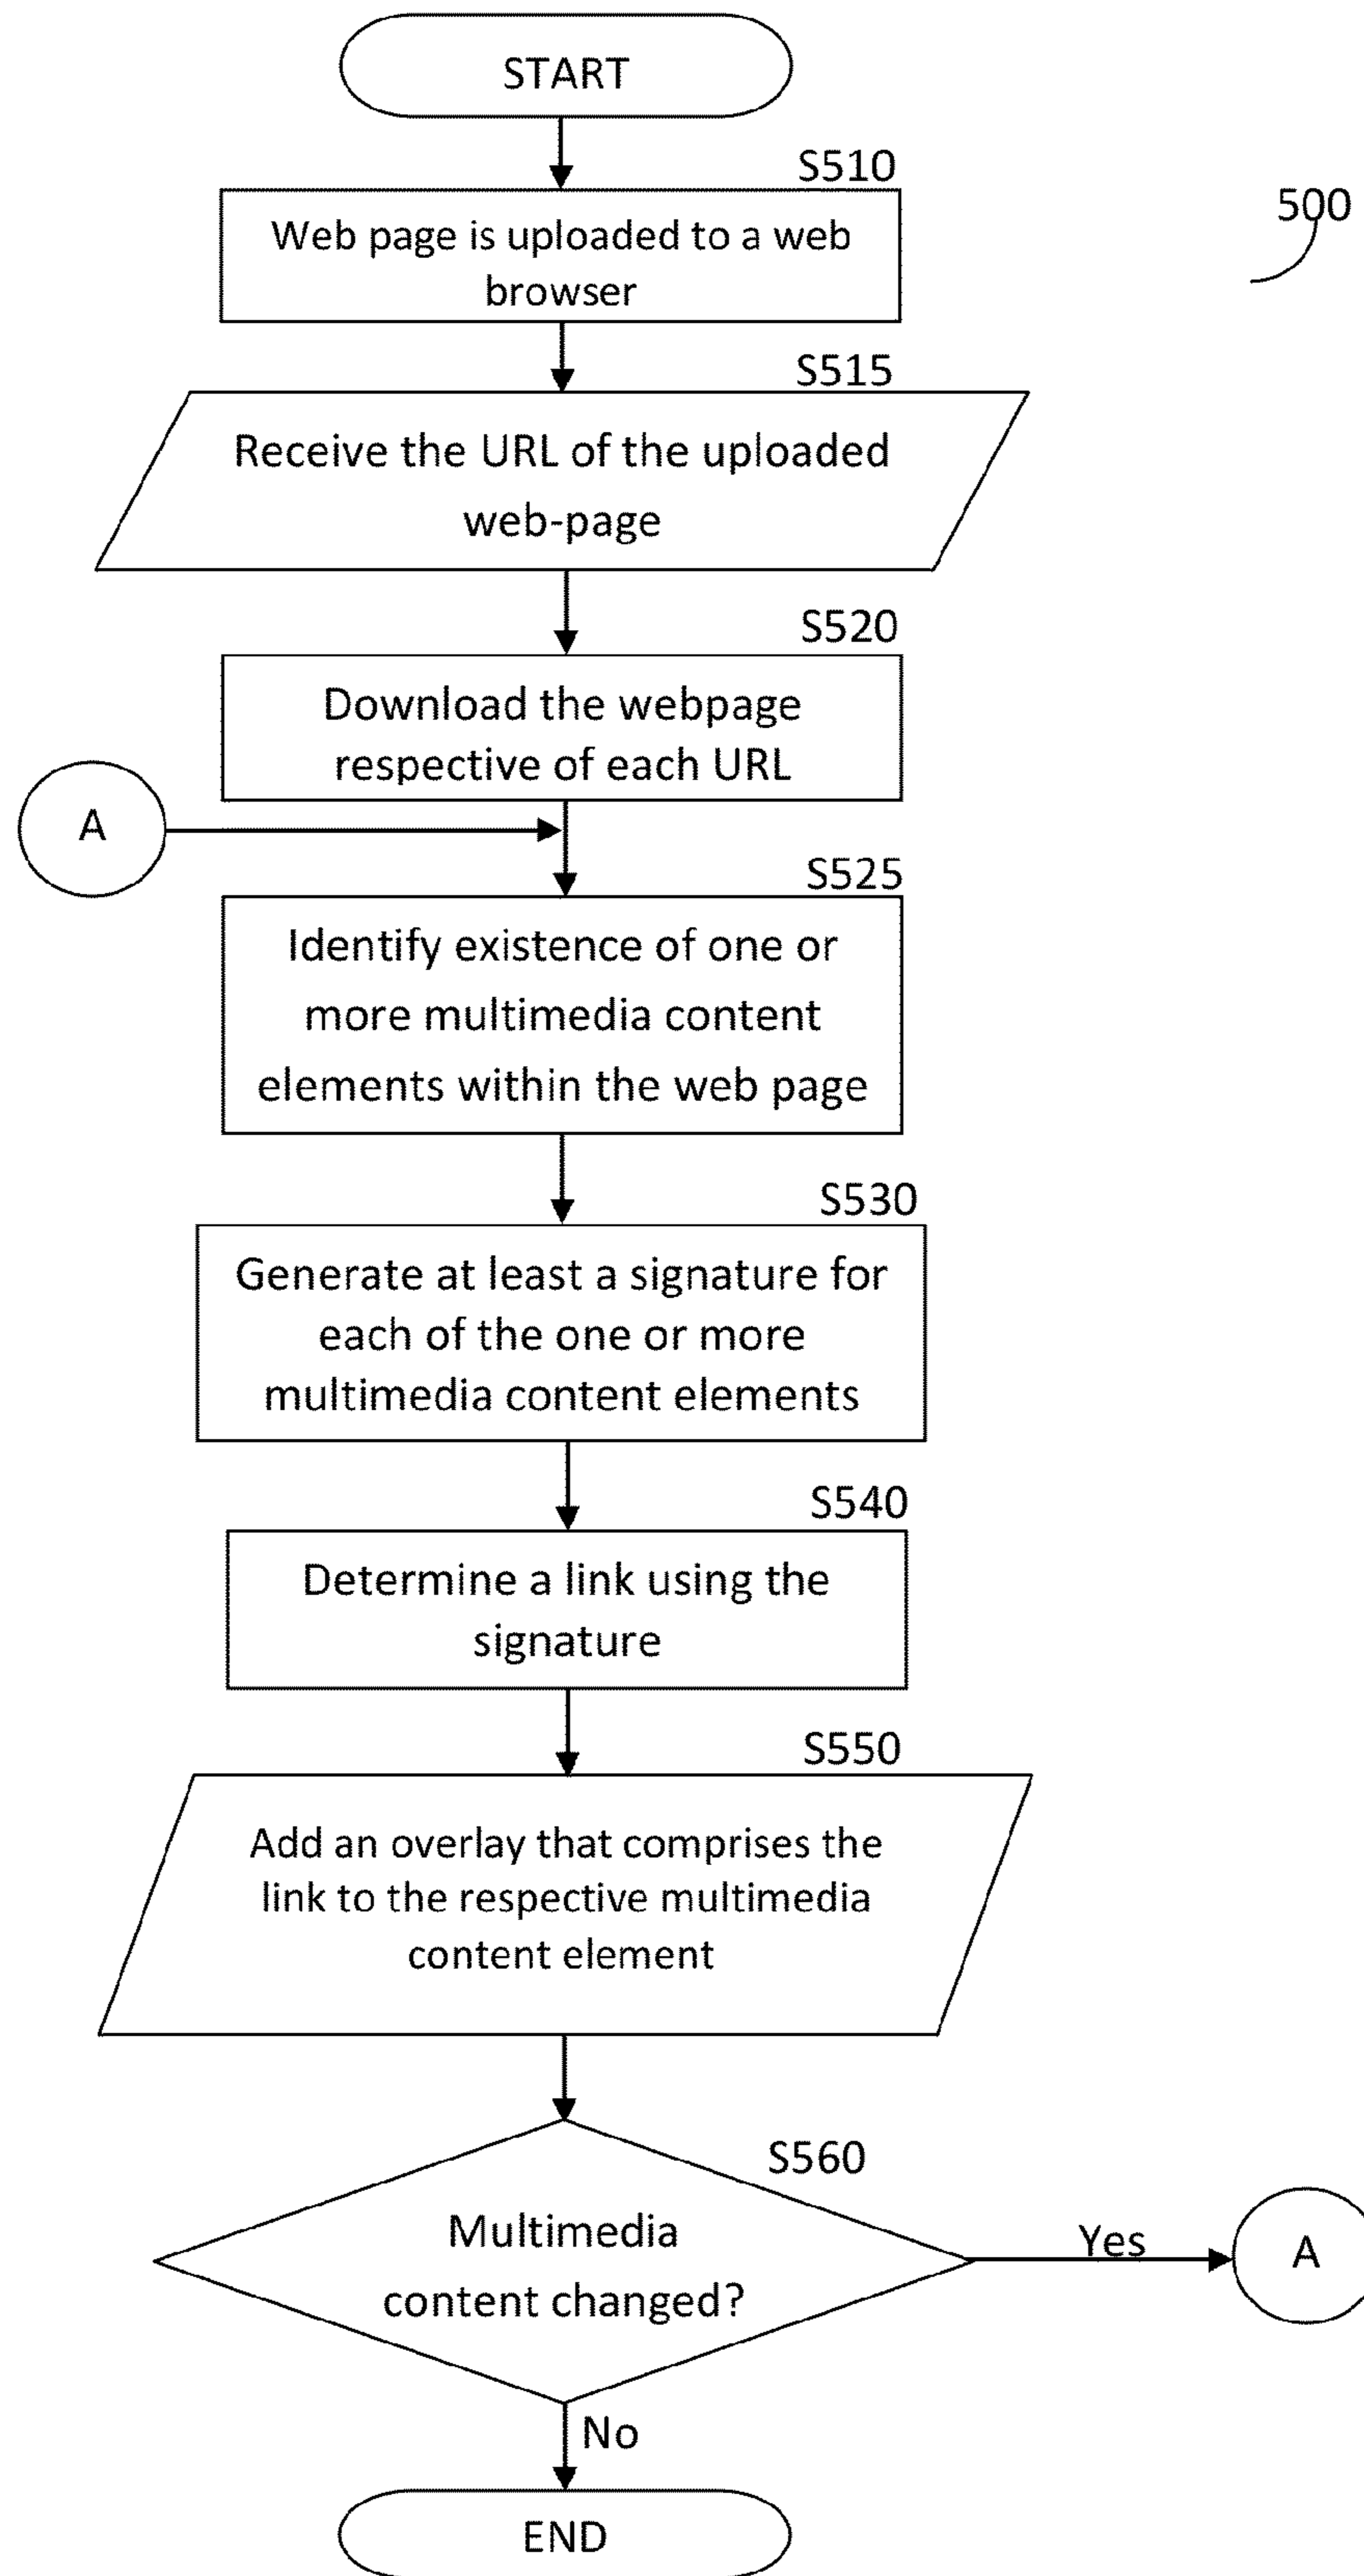 START
S510
500
Web page is uploaded to a web
browser
S515
Receive the URL of the uploaded
web-page
S520
Download the webpage
respective of each URL
A
S525
Identify existence of one or
more multimedia content
elements within the web page
S530
Generate at least a signature for
each of the one or more
multimedia content elements
S540
Determine a link using the
signature
S550
Add an overlay that comprises the
link to the respective multimedia
content element
S560
Multimedia
content changed?
Yes
A
No
END